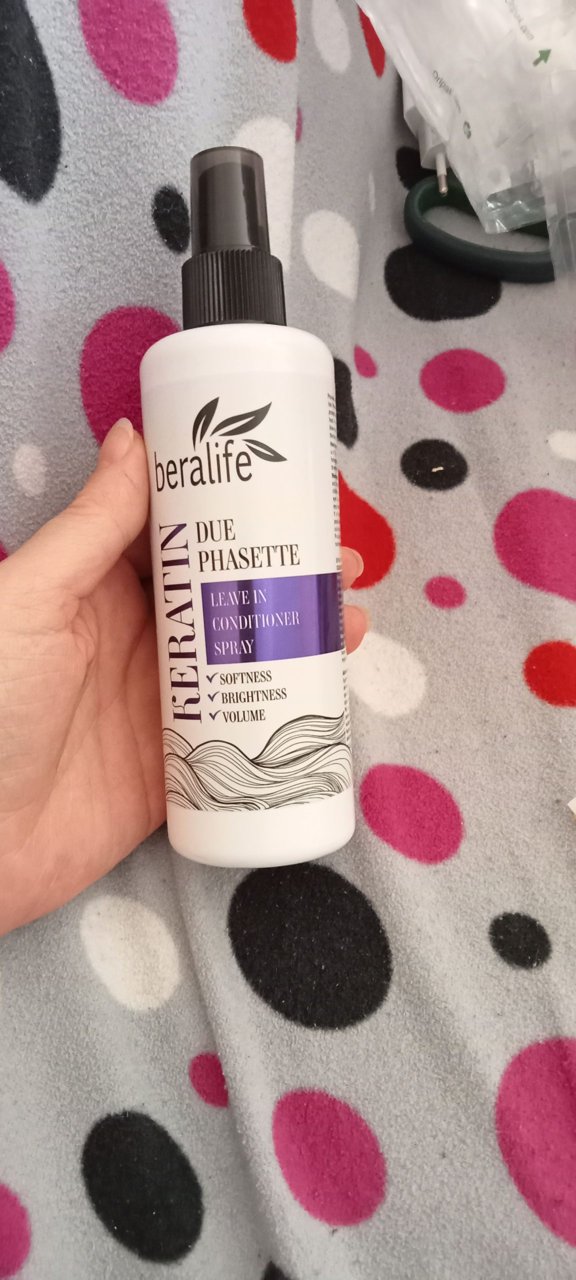 beralife
KERATIN
DUE
PHASETTE
LEAVE IN
CONDITIONER
SPRAY
SOFTNESS
BRIGHTNESS
VOLUME